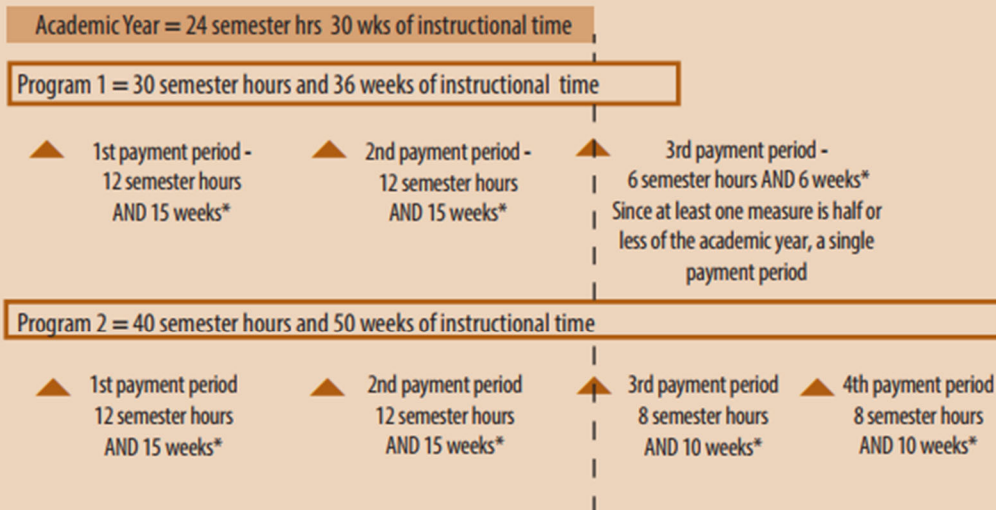 Academic Year = 24 semester hrs 30 wks of instructional time
Program 1 = 30 semester hours and 36 weeks of instructional time
1st payment period -
12 semester hours
AND 15 weeks*
2nd payment period -
12 semester hours
AND 15 weeks*
3rd payment period -
6 semester hours AND 6 weeks*
Since at least one measure is half or
less of the academic year, a single
payment period
Program 2 = 40 semester hours and 50 weeks of instructional time
1st payment period
12 semester hours
AND 15 weeks*
2nd payment period
12 semester hours
AND 15 weeks*
3rd payment period
8 semester hours
AND 10 weeks*
4th payment period
8 semester hours
AND 10 weeks*